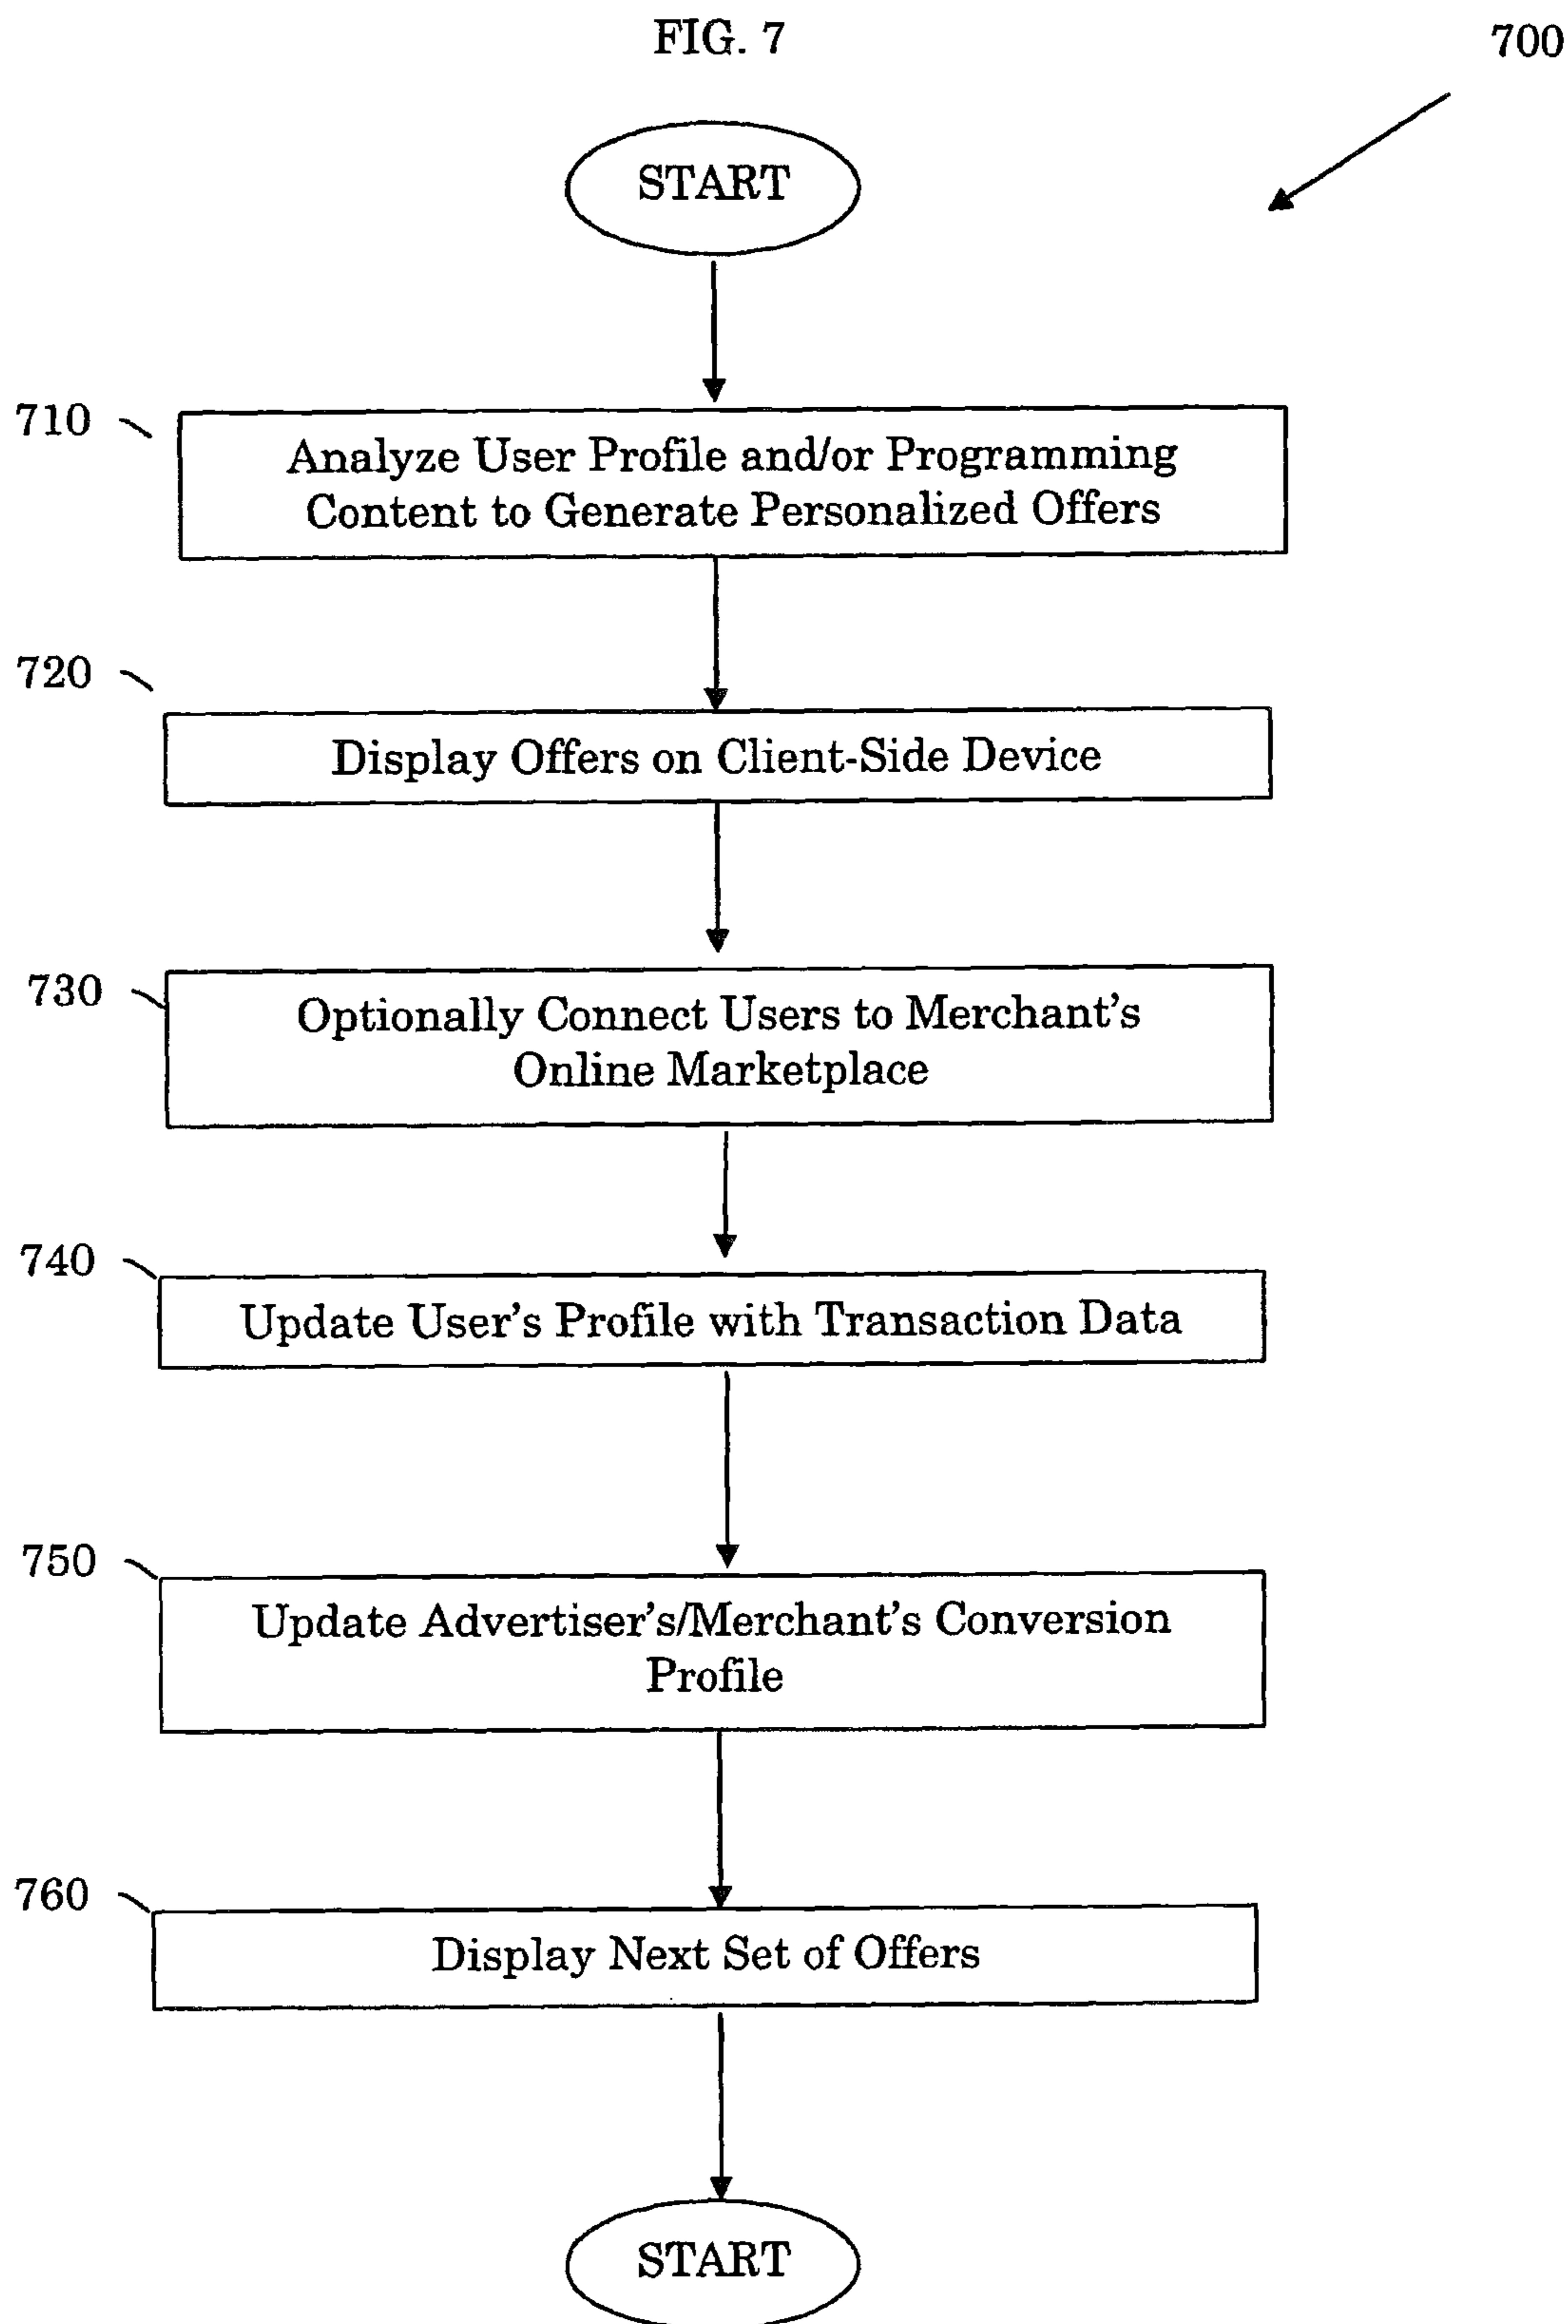 FIG. 7
700
START
710
Analyze User Profile and/or Programming
Content to Generate Personalized Offers
720
Display Offers on Client-Side Device
730
Optionally Connect Users to Merchant's
Online Marketplace
740
Update User's Profile with Transaction Data
750
Update Advertiser's/Merchant's Conversion
Profile
760
Display Next Set of Offers
START